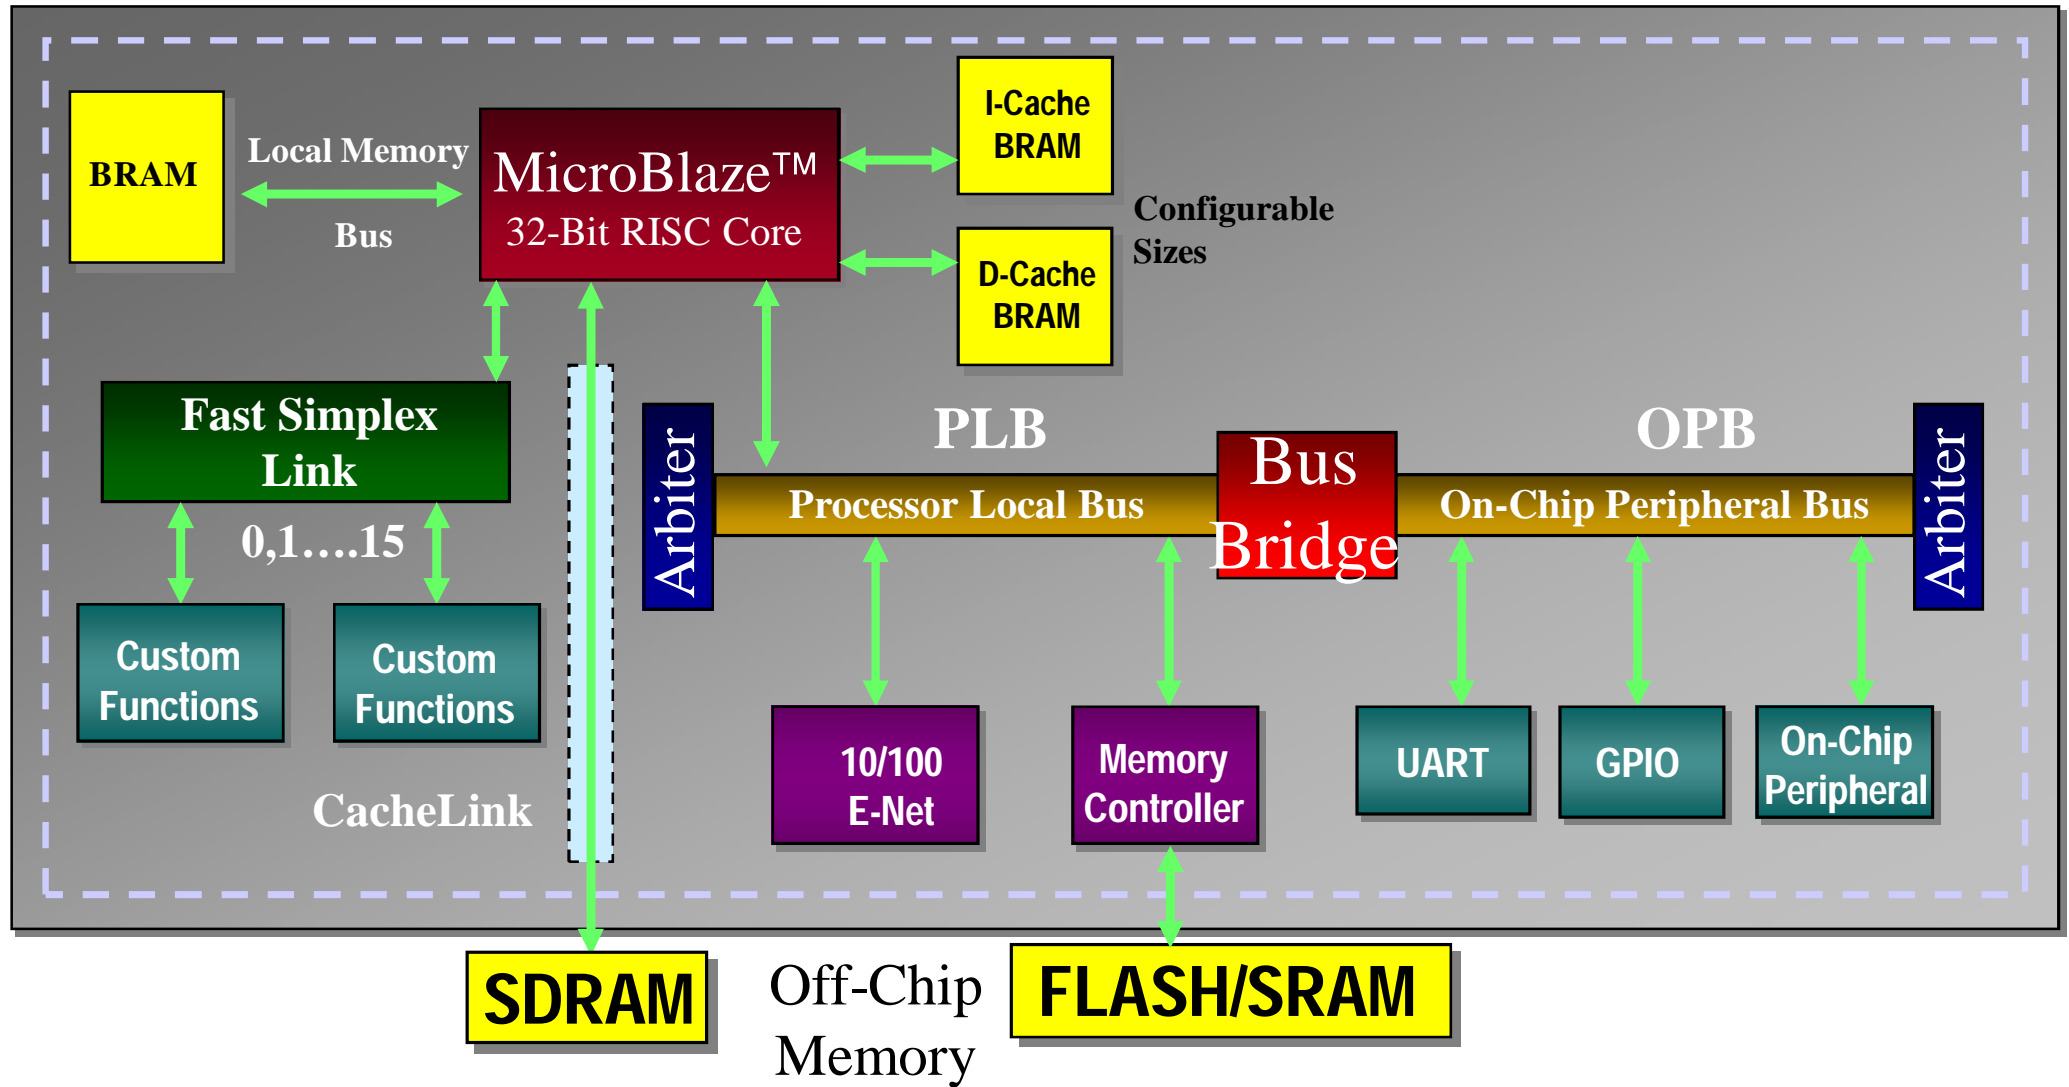 I-Cache
BRAM
BRAM
Local Memory
Bus
MicroBlaze™
32-Bit RISC Core
Configurable
Sizes
D-Cache
BRAM
Fast Simplex
Link
0,1….15
Custom
Functions
Custom
Functions
CacheLink
Arbiter
PLB
Processor Local Bus
Bus
Bridge
OPB
On-Chip Peripheral Bus
Arbiter
10/100
E-Net
Memory
Controller
UART
GPIO
On-Chip
Peripheral
SDRAM
Off-Chip
Memory
FLASH/SRAM